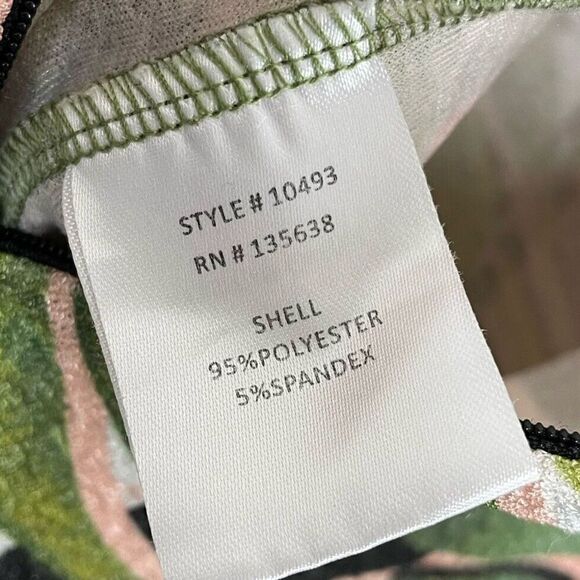 STYLE # 10493
RN # 135638
SHELL
95%POLYESTER
5%SPANDEX